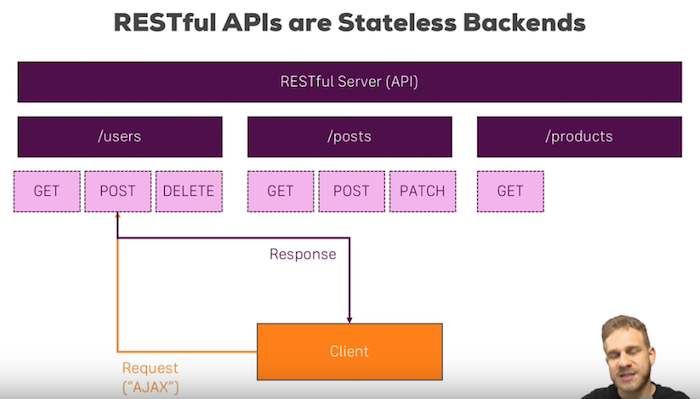 RESTful APIs are Stateless Backends
RESTful Server (API)
/users
/posts
/products
GET
POST
DELETE
GET
POST
PATCH
GET
Response
Client
Request
("AJAX")